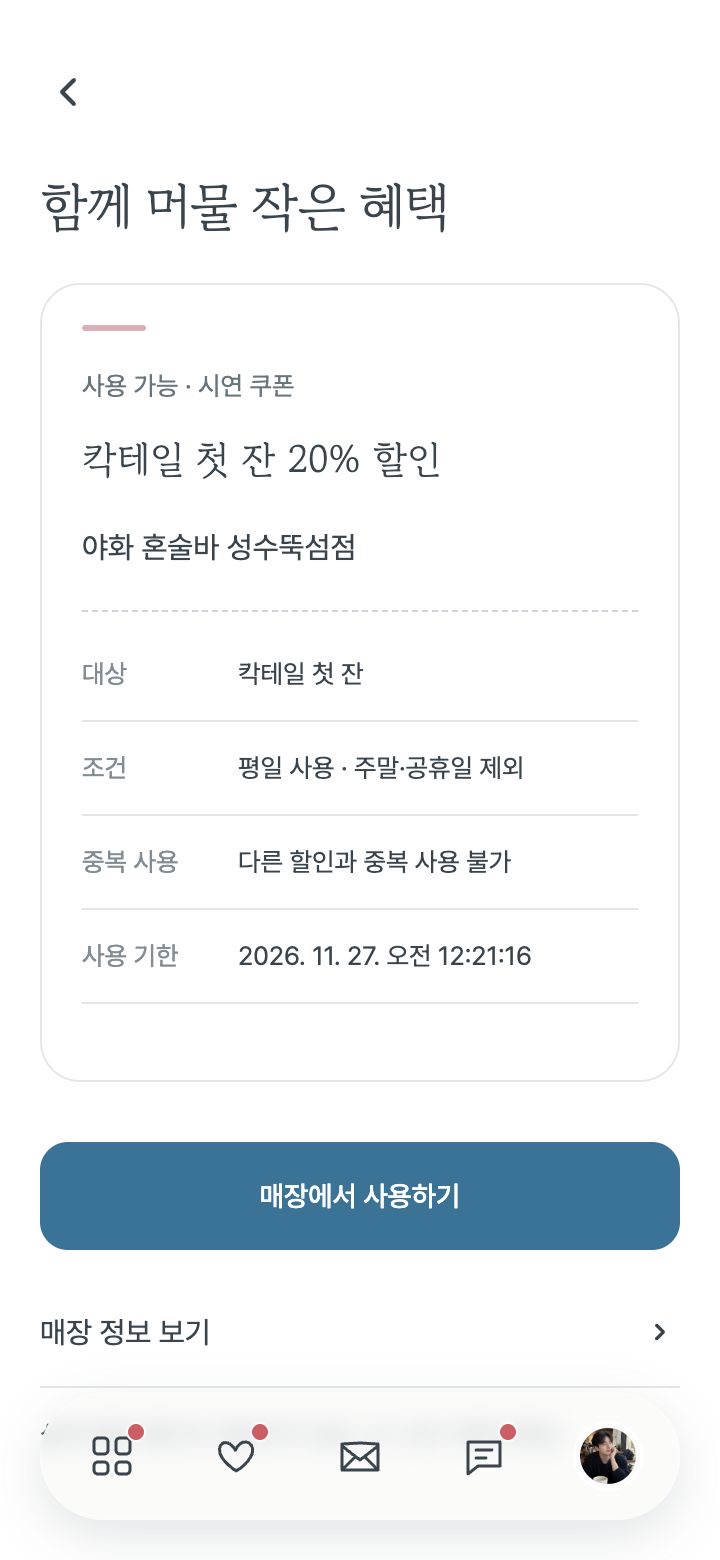 함께 머물 작은 혜택
사용 가능 · 시연 쿠폰
칵테일 첫 잔 20% 할인
야화 혼술바 성수뚝섬점
대상 칵테일 첫 잔
조건 평일 사용 · 주말·공휴일 제외
중복 사용 다른 할인과 중복 사용 불가
사용 기한 2026. 11. 27. 오전 12:21:16
매장에서 사용하기
매장 정보 보기